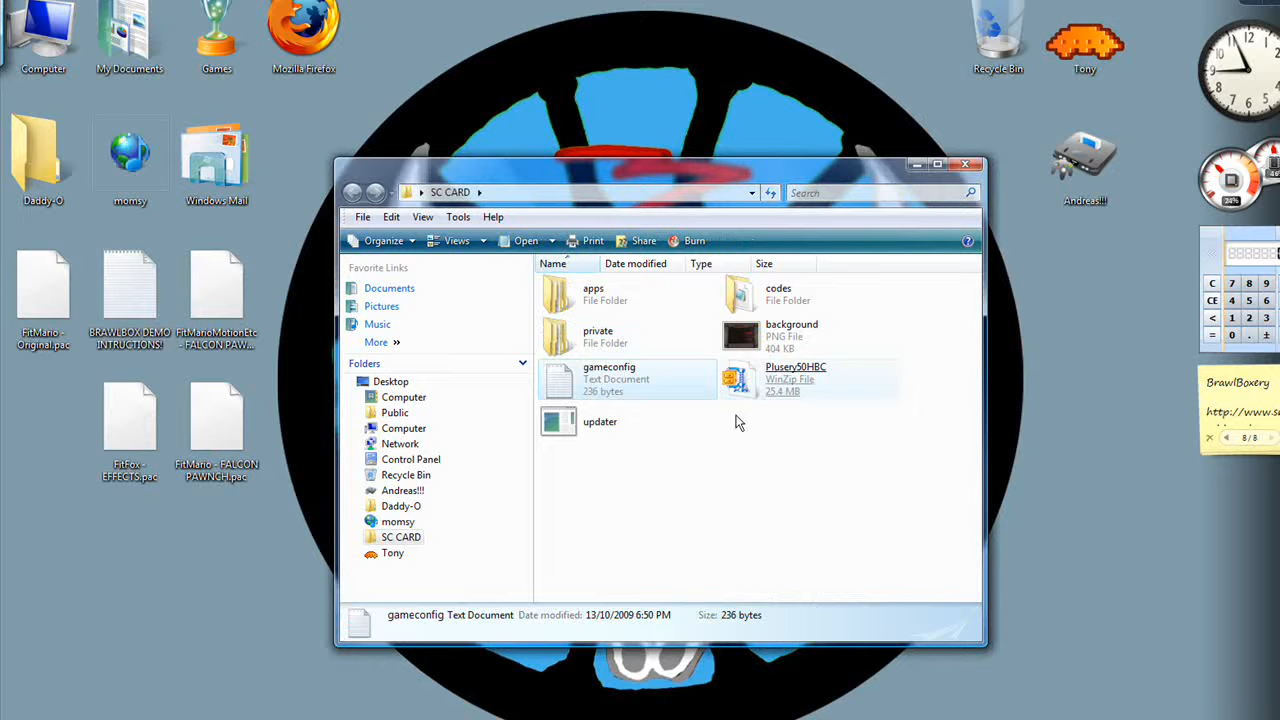 Computer
My Documents
Games
Mozilla Firefox
Recycle Bin
Tony
Daddy-O
momsy
Windows Mail
Andreas!!!
24%
FitMario -
Original.pac
BRAWLBOX DEMO
INTRUCTIONS!
FitMarioMotionEtc
- FALCON PAW...
FitFox -
EFFECTS.pac
FitMario - FALCON
PAWNCH.pac
SC CARD
Search
File Edit View Tools Help
Organize Views Open Print Share Burn
Name Date modified Type Size
Favorite Links
Documents
Pictures
Music
More »
Folders
Desktop
Computer
Public
Computer
Network
Control Panel
Recycle Bin
Andreas!!!
Daddy-O
momsy
SC CARD
Tony
apps
File Folder
codes
File Folder
private
File Folder
background
PNG File
404 KB
gameconfig
Text Document
236 bytes
Plusery50HBC
WinZip File
25.4 MB
updater
gameconfig Text Document Date modified: 13/10/2009 6:50 PM Size: 236 bytes
C 7 8 9
CE 4 5 6
< 1 2 3
= 0 . ±
BrawlBoxery
8/8